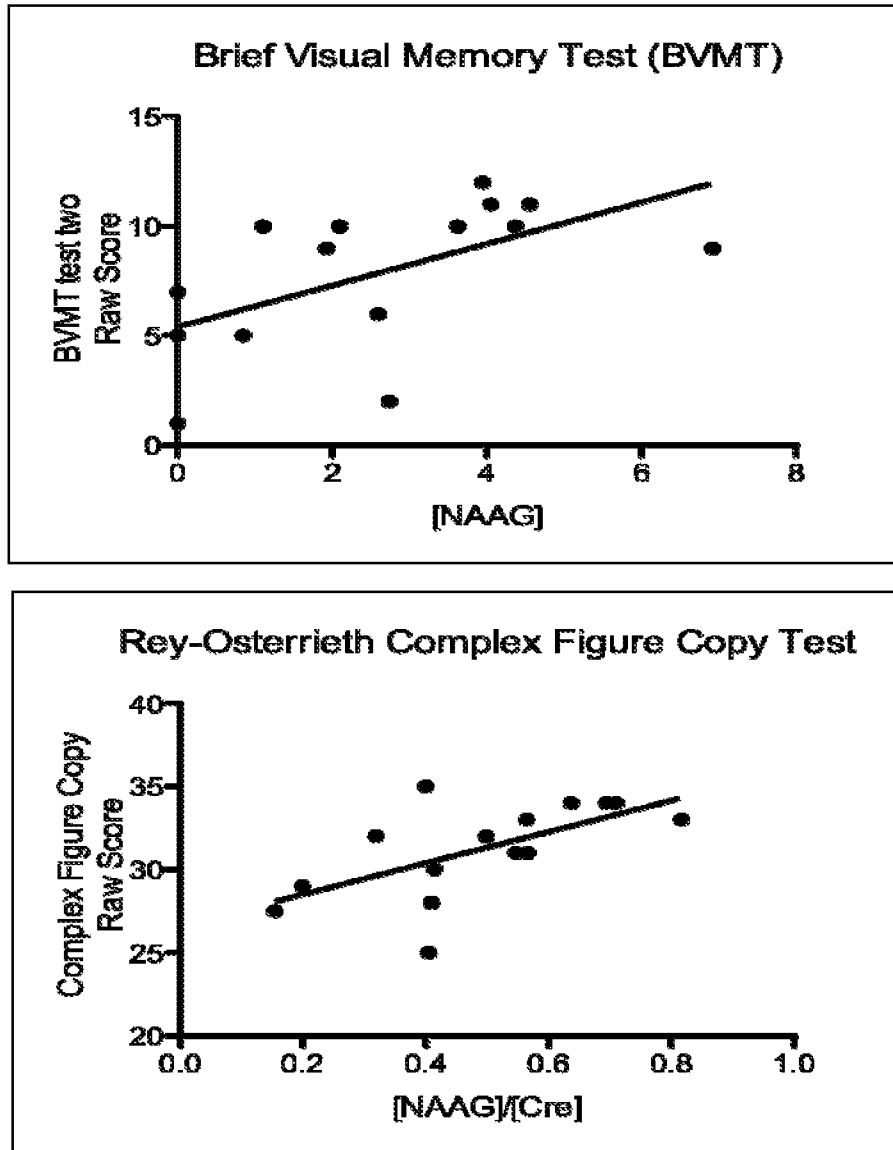 Brief Visual Memory Test (BVMT)
BVMT test two
Raw Score
15
10
5
0
0 2 4 6 8
[NAAG]
Rey-Osterrieth Complex Figure Copy Test
Complex Figure Copy
Raw Score
40
35
30
25
20
0.0 0.2 0.4 0.6 0.8 1.0
[NAAG]/[Cre]